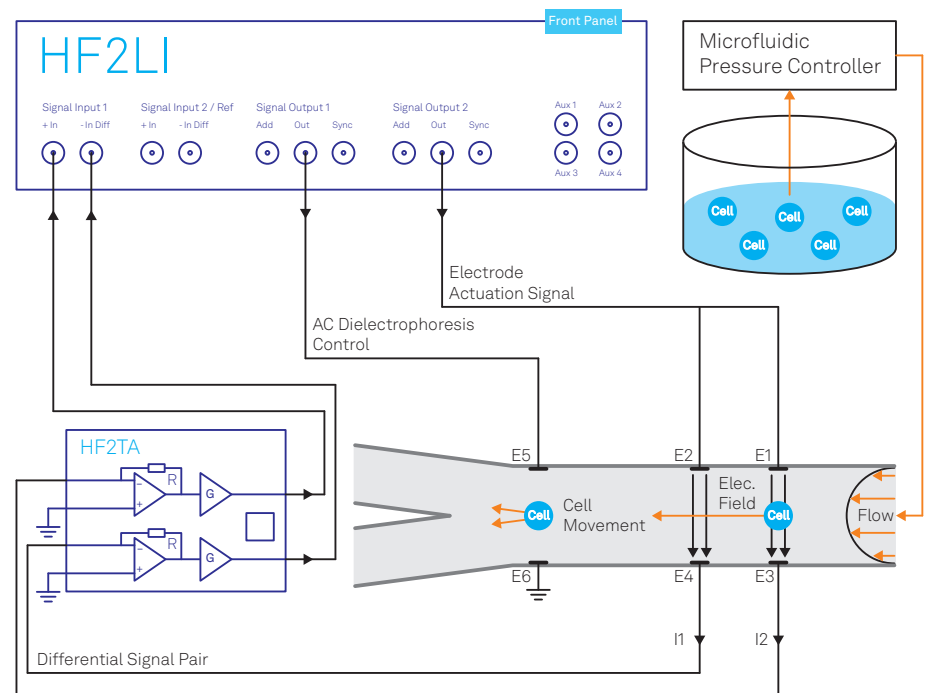 Front Panel
HF2LI
Signal Input 1
Signal Input 2 / Ref
Signal Output 1
Signal Output 2
+ In
- In Diff
+ In
- In Diff
Add
Out
Sync
Add
Out
Sync
Aux 1
Aux 2
Aux 3
Aux 4
Microfluidic
Pressure Controller
Cell
Cell
Cell
Cell
Cell
Electrode
Actuation Signal
AC Dielectrophoresis
Control
HF2TA
R
G
R
G
- 
+
-
+
E5
E2
E1
Elec.
Field
Cell
Cell
Movement
Cell
Flow
E6
E4
E3
I1
I2
Differential Signal Pair